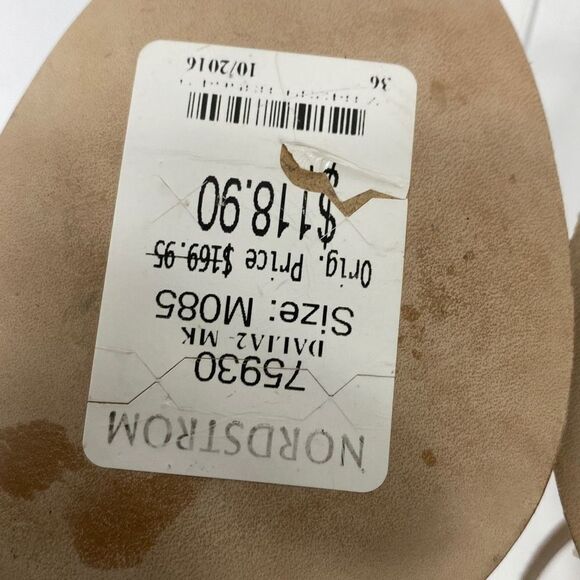 NORDSTROM
75930
DALIA2 MK
Size: M085
Orig. Price $169.95
$118.90
36 10/2016